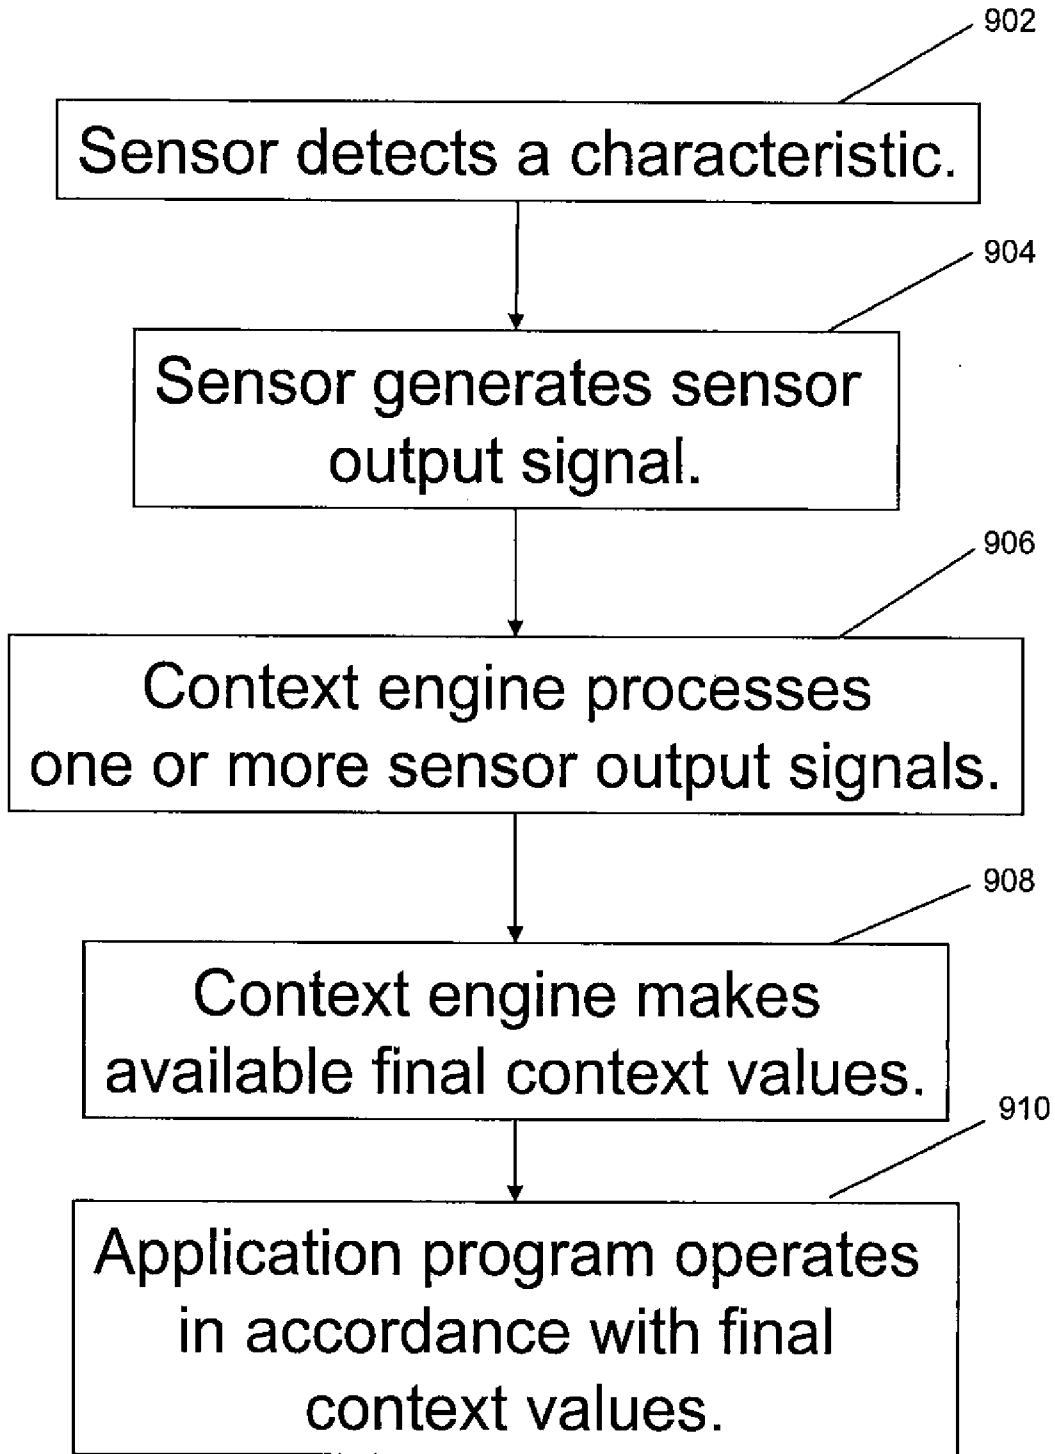 902
Sensor detects a characteristic.
904
Sensor generates sensor
output signal.
906
Context engine processes
one or more sensor output signals.
908
Context engine makes
available final context values.
910
Application program operates
in accordance with final
context values.